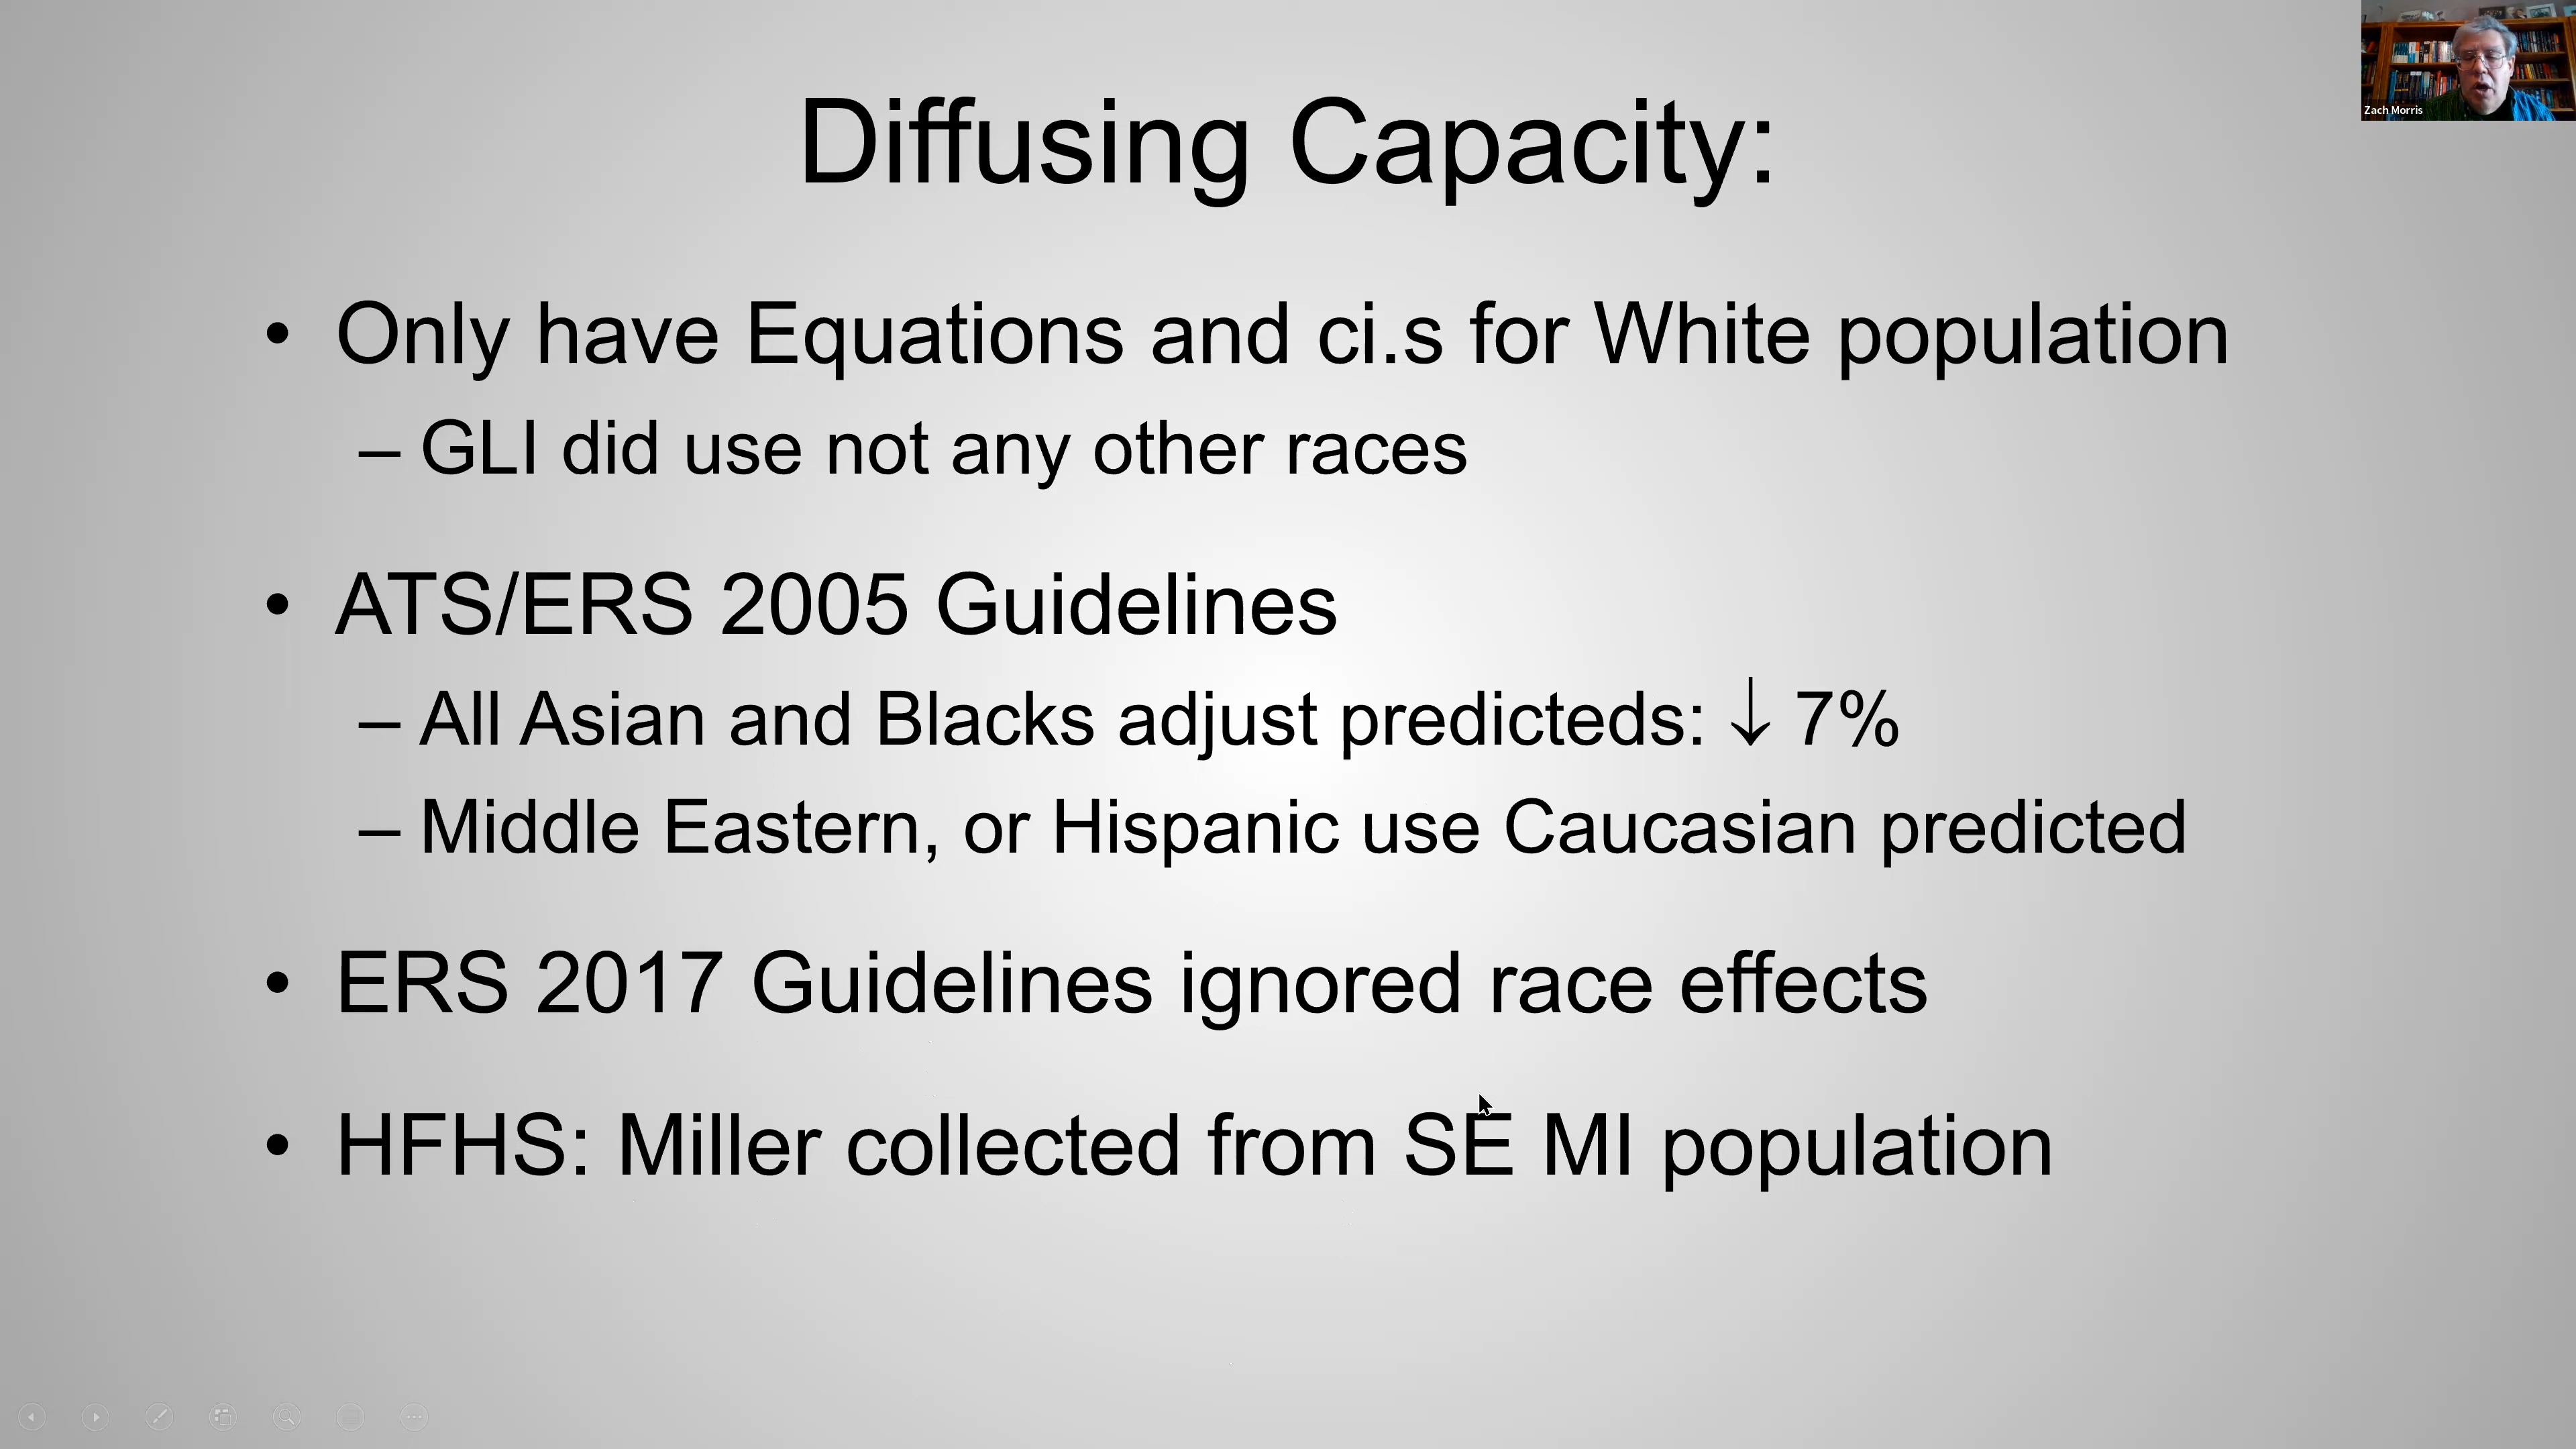 Zach Morris
Diffusing Capacity:
• Only have Equations and ci.s for White population
– GLI did use not any other races
• ATS/ERS 2005 Guidelines
– All Asian and Blacks adjust predicteds: ↓ 7%
– Middle Eastern, or Hispanic use Caucasian predicted
• ERS 2017 Guidelines ignored race effects
• HFHS: Miller collected from SE MI population